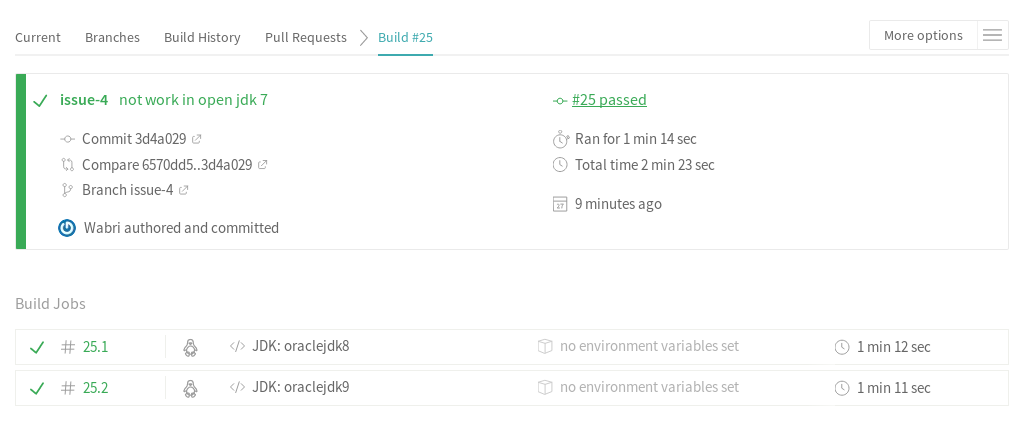 Current Branches Build History Pull Requests Build #25 More options
issue-4 not work in open jdk 7
Commit 3d4a029
Compare 6570dd5..3d4a029
Branch issue-4
Wabri authored and committed
#25 passed
Ran for 1 min 14 sec
Total time 2 min 23 sec
27
9 minutes ago
Build Jobs
# 25.1 </> JDK: oraclejdk8 no environment variables set 1 min 12 sec
# 25.2 </> JDK: oraclejdk9 no environment variables set 1 min 11 sec